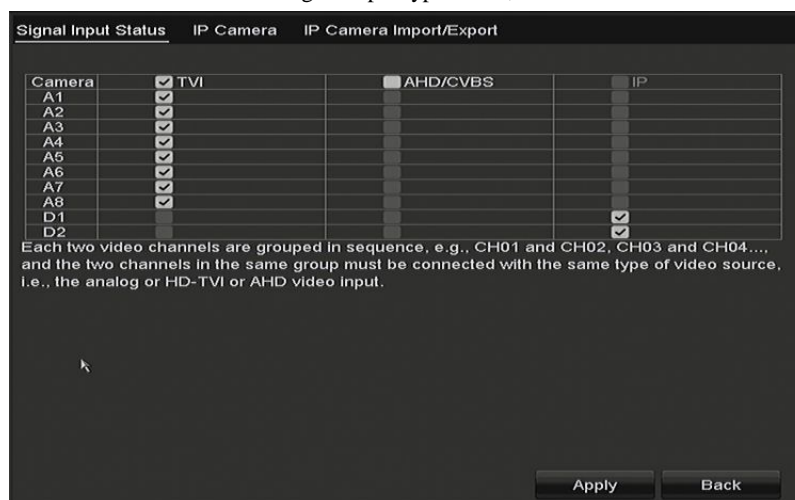 Signal Input Status IP Camera IP Camera Import/Export
Camera TVI AHD/CVBS IP
A1
A2
A3
A4
A5
A6
A7
A8
D1
D2
Each two video channels are grouped in sequence, e.g., CH01 and CH02, CH03 and CH04...,
and the two channels in the same group must be connected with the same type of video source,
i.e., the analog or HD-TVI or AHD video input.
Apply Back